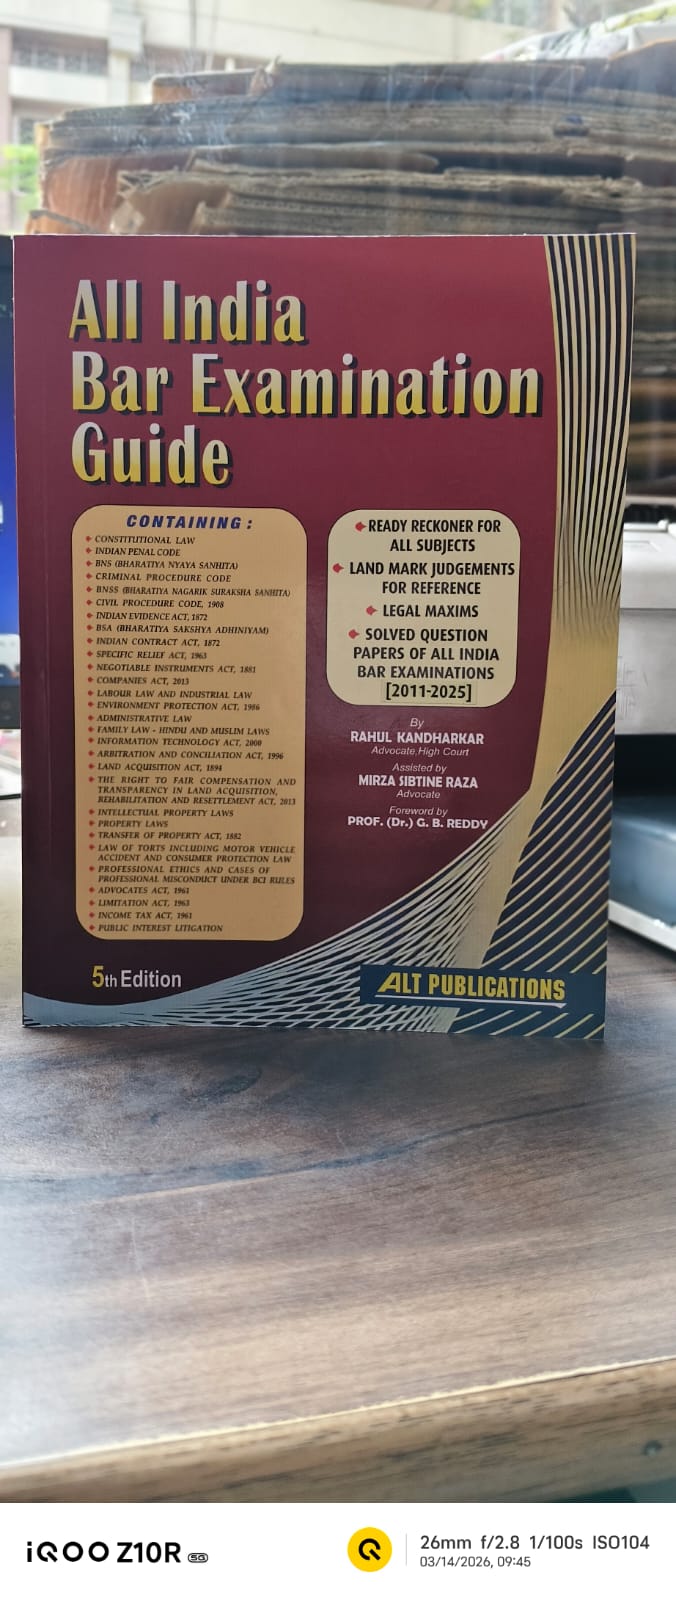 All India
Bar Examination
Guide
CONTAINING :
CONSTITUTIONAL LAW
INDIAN PENAL CODE
BNS (BHARATIYA NYAYA SANHITA)
CRIMINAL PROCEDURE CODE
BNSS (BHARATIYA NAGARIK SURAKSHA SANHITA)
CIVIL PROCEDURE CODE, 1908
INDIAN EVIDENCE ACT, 1872
BSA (BHARATIYA SAKSHYA ADHINIYAM)
INDIAN CONTRACT ACT, 1872
SPECIFIC RELIEF ACT, 1963
NEGOTIABLE INSTRUMENTS ACT, 1881
COMPANIES ACT, 2013
LABOUR LAW AND INDUSTRIAL LAW
ENVIRONMENT PROTECTION ACT, 1986
ADMINISTRATIVE LAW
FAMILY LAW - HINDU AND MUSLIM LAWS
INFORMATION TECHNOLOGY ACT, 2000
ARBITRATION AND CONCILIATION ACT, 1996
LAND ACQUISITION ACT, 1894
THE RIGHT TO FAIR COMPENSATION AND
TRANSPARENCY IN LAND ACQUISITION,
REHABILITATION AND RESETTLEMENT ACT, 2013
INTELLECTUAL PROPERTY LAWS
PROPERTY LAWS
TRANSFER OF PROPERTY ACT, 1882
LAW OF TORTS INCLUDING MOTOR VEHICLE
ACCIDENT AND CONSUMER PROTECTION LAW
PROFESSIONAL ETHICS AND CASES OF
PROFESSIONAL MISCONDUCT UNDER BCI RULES
ADVOCATES ACT, 1961
LIMITATION ACT, 1963
INCOME TAX ACT, 1961
PUBLIC INTEREST LITIGATION
READY RECKONER FOR
ALL SUBJECTS
LAND MARK JUDGEMENTS
FOR REFERENCE
LEGAL MAXIMS
SOLVED QUESTION
PAPERS OF ALL INDIA
BAR EXAMINATIONS
[2011-2025]
By
RAHUL KANDHARKAR
Advocate,High Court
Assisted by
MIRZA SIBTINE RAZA
Advocate
Foreword by
PROF. (Dr.) G. B. REDDY
5th Edition
ALT PUBLICATIONS
iQOO Z10R 5G
26mm f/2.8 1/100s ISO104
03/14/2026, 09:45